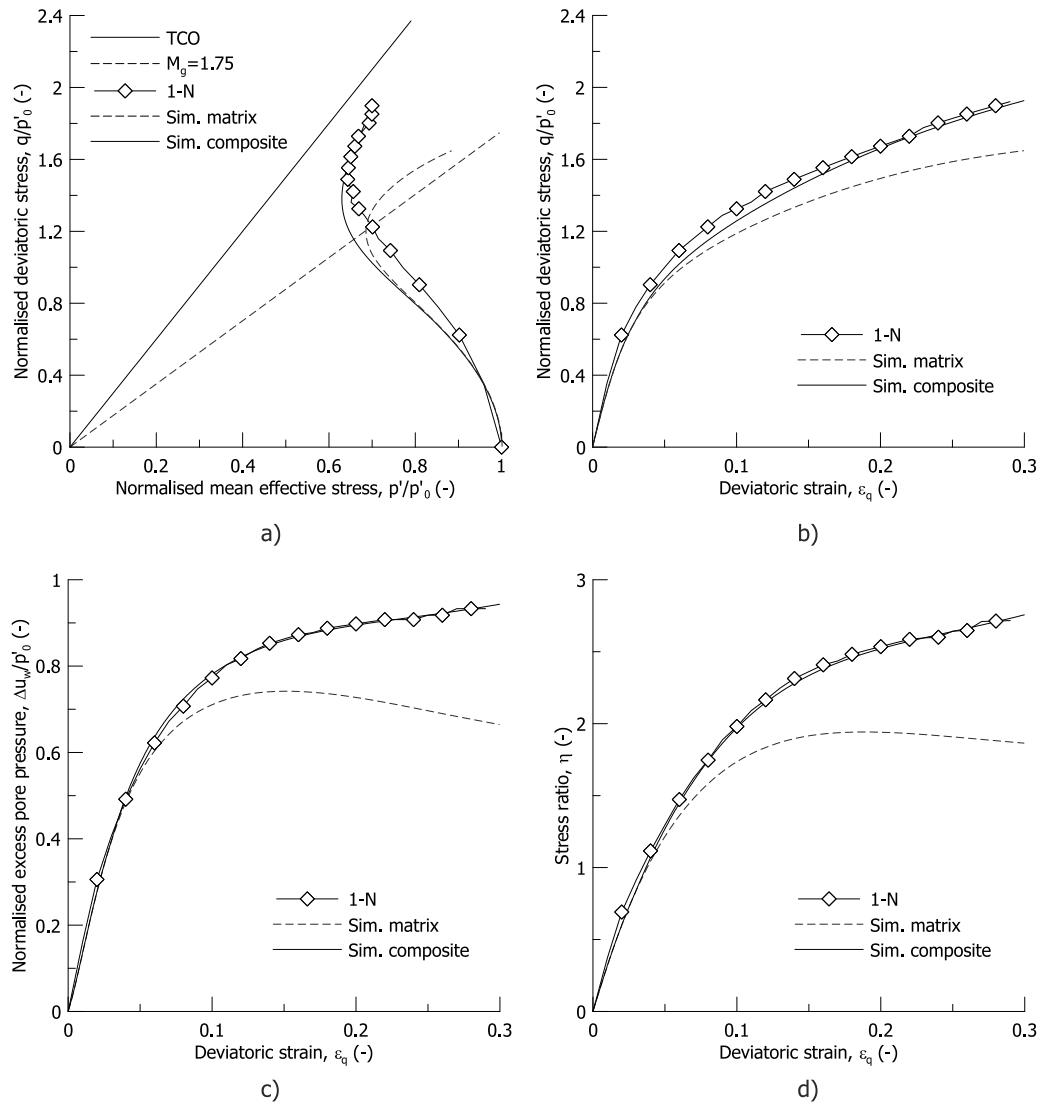 2.4
2
1.6
1.2
0.8
0.4
0
Normalised deviatoric stress, q/p'₀ (-)
TCO
M_g=1.75
1-N
Sim. matrix
Sim. composite
0 0.2 0.4 0.6 0.8 1
Normalised mean effective stress, p'/p'₀ (-)
a)
2.4
2
1.6
1.2
0.8
0.4
0
Normalised deviatoric stress, q/p'₀ (-)
1-N
Sim. matrix
Sim. composite
0 0.1 0.2 0.3
Deviatoric strain, ε_q (-)
b)
1
0.8
0.6
0.4
0.2
0
Normalised excess pore pressure, Δu_w/p'₀ (-)
1-N
Sim. matrix
Sim. composite
0 0.1 0.2 0.3
Deviatoric strain, ε_q (-)
c)
3
2
1
0
Stress ratio, η (-)
1-N
Sim. matrix
Sim. composite
0 0.1 0.2 0.3
Deviatoric strain, ε_q (-)
d)